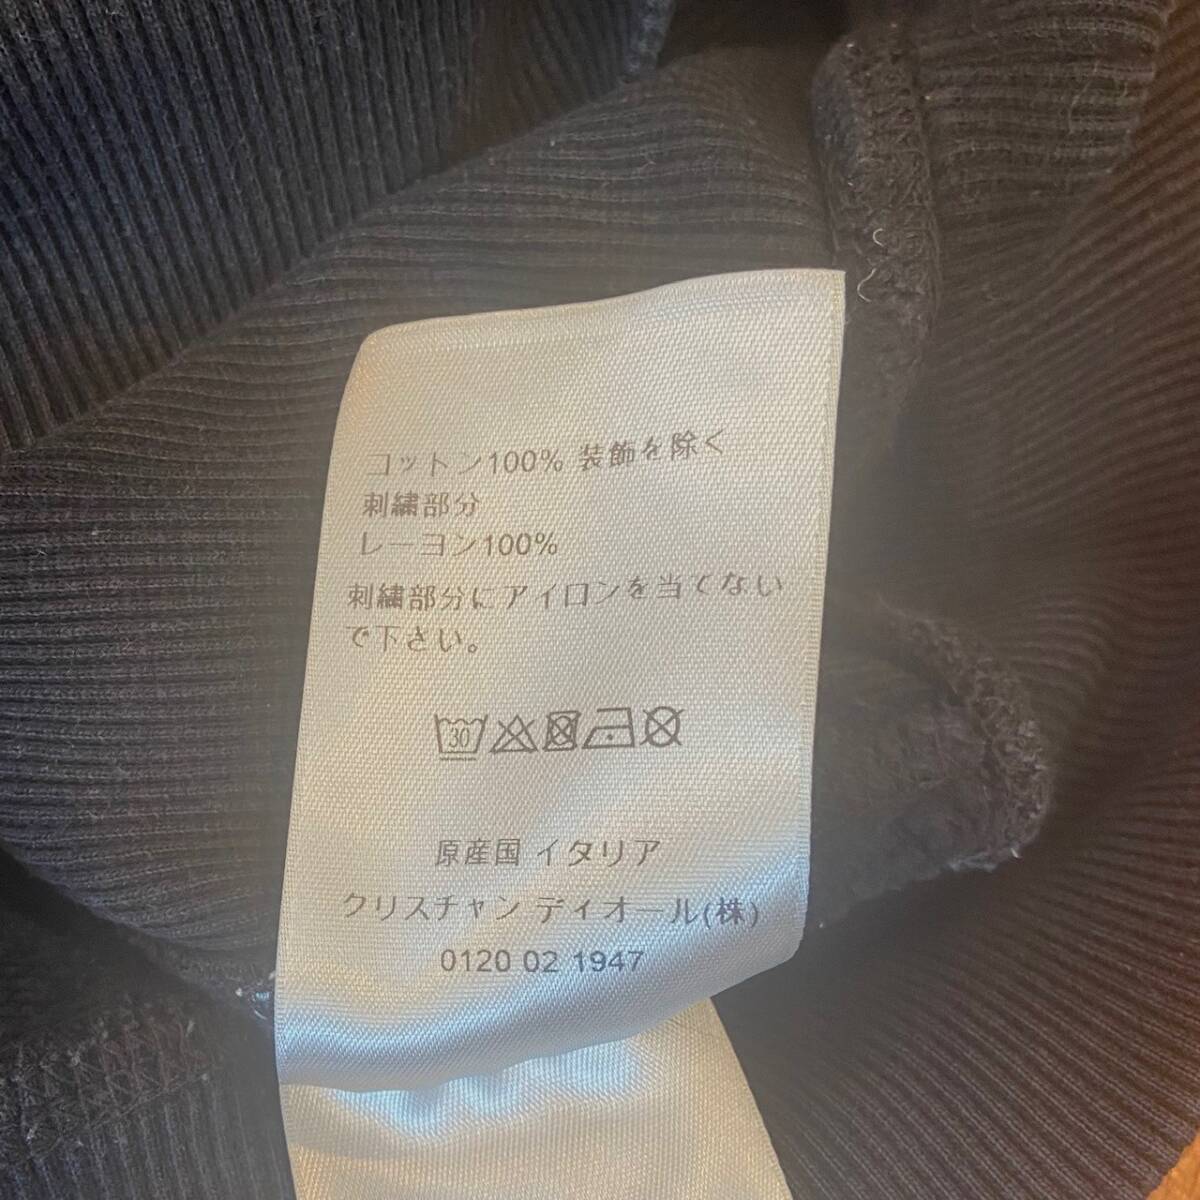 コットン100% 装飾を除く
刺繍部分
レーヨン100%
刺繍部分にアイロンを当てない
で下さい。
30
原産国 イタリア
クリスチャン ディオール(株)
0120 02 1947